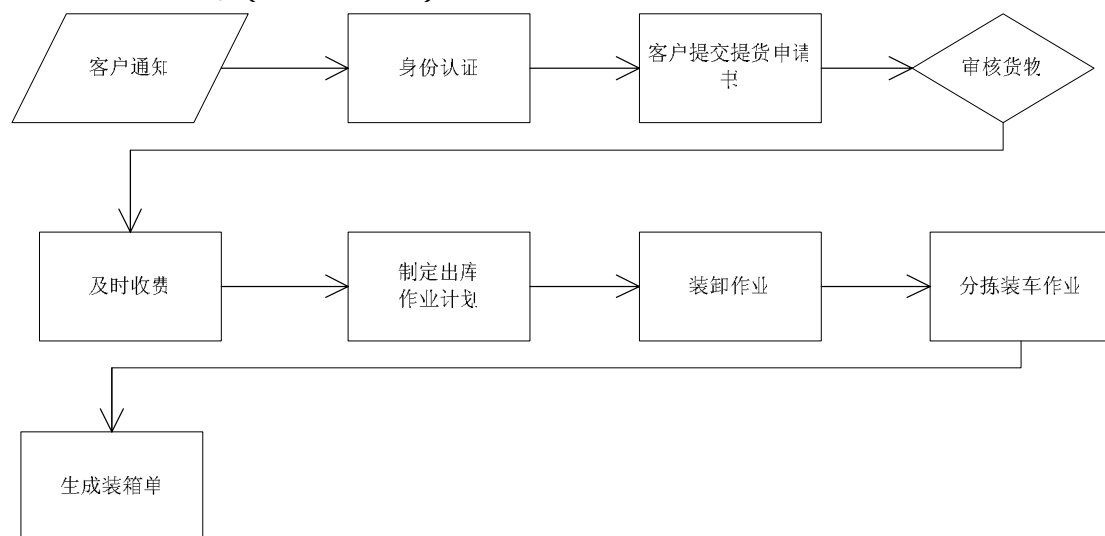 客户通知
身份认证
客户提交提货申请
书
审核货物
及时收费
制定出库
作业计划
装卸作业
分拣装车作业
生成装箱单